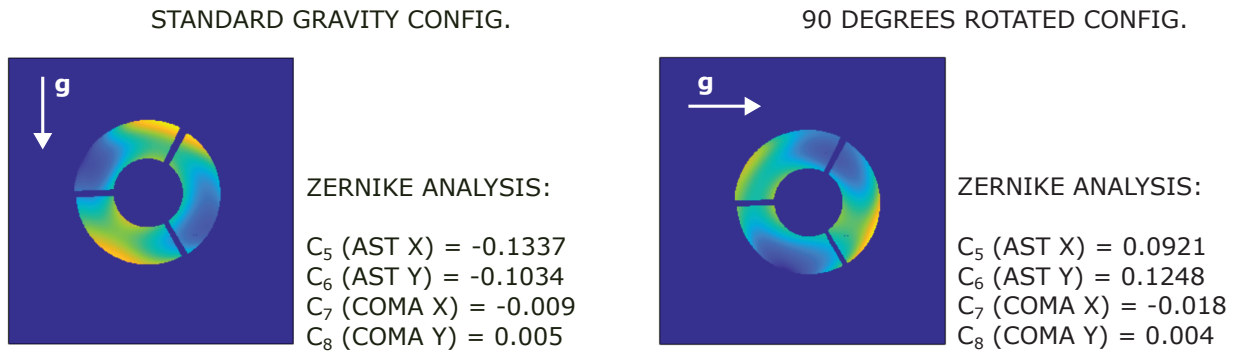 STANDARD GRAVITY CONFIG.
g
ZERNIKE ANALYSIS:
C₅ (AST X) = -0.1337
C₆ (AST Y) = -0.1034
C₇ (COMA X) = -0.009
C₈ (COMA Y) = 0.005
90 DEGREES ROTATED CONFIG.
g
ZERNIKE ANALYSIS:
C₅ (AST X) = 0.0921
C₆ (AST Y) = 0.1248
C₇ (COMA X) = -0.018
C₈ (COMA Y) = 0.004